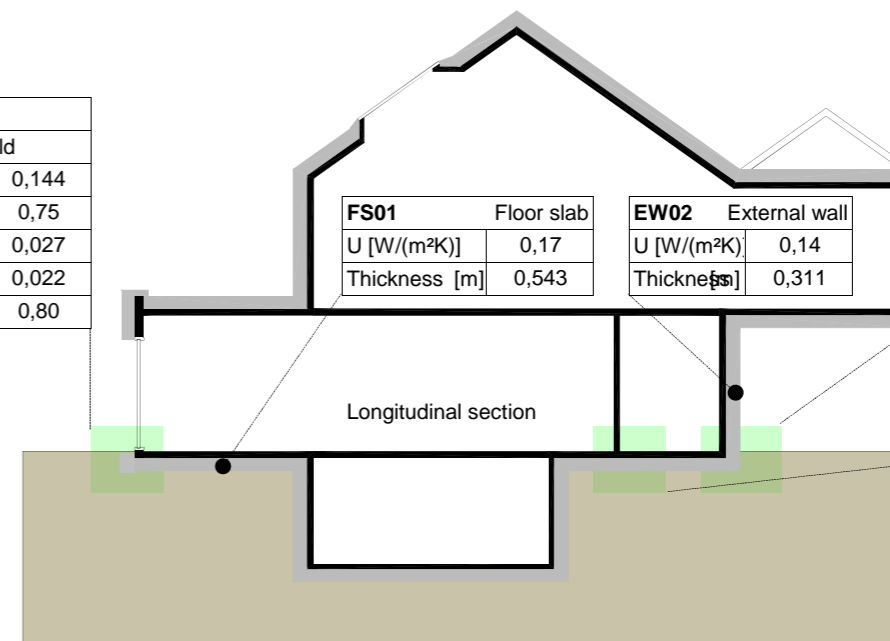 ld
0,144
0,75
0,027
0,022
0,80
FS01 Floor slab
U [W/(m²K)] 0,17
Thickness [m] 0,543
EW02 External wall
U [W/(m²K)] 0,14
Thickness [m] 0,311
Longitudinal section